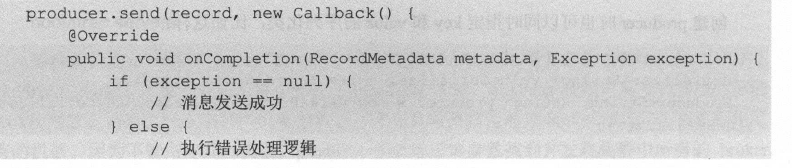 producer.send(record, new Callback() {
    @Override
    public void onCompletion(RecordMetadata metadata, Exception exception) {
        if (exception == null) {
            // 消息发送成功
        } else {
            // 执行错误处理逻辑